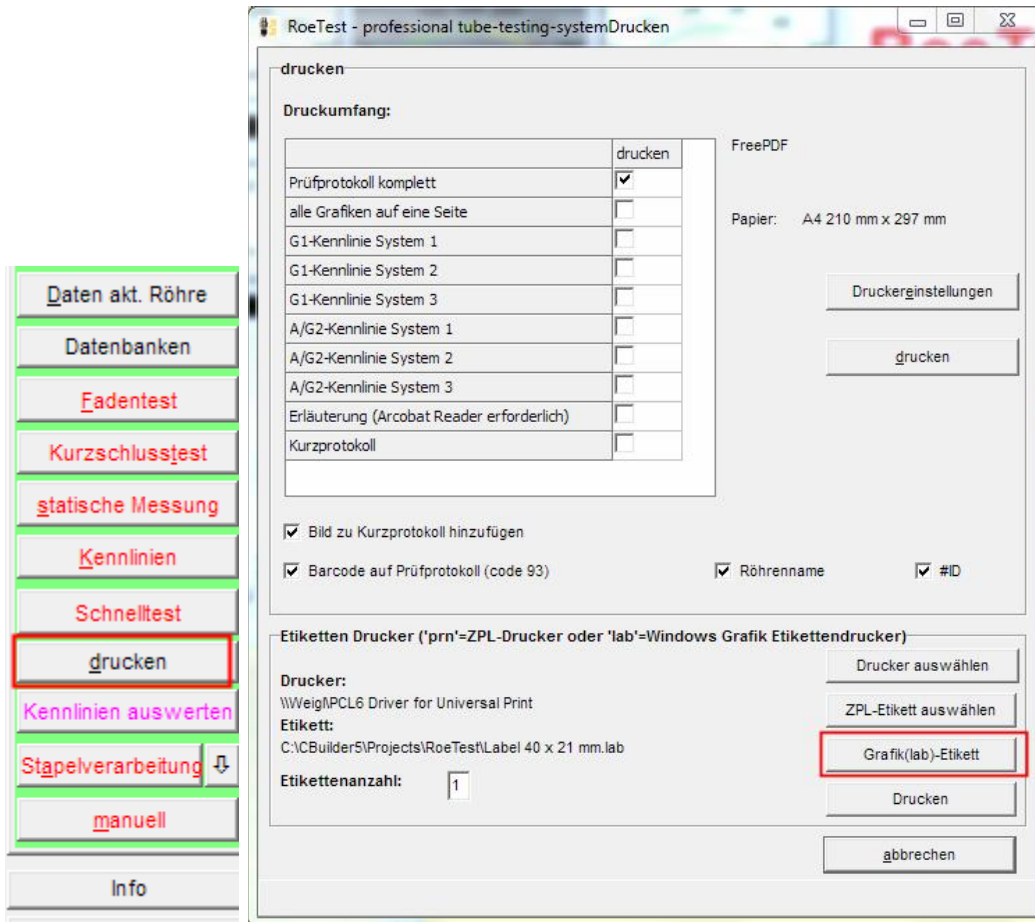 Daten akt. Röhre
Datenbanken
Fadentest
Kurzschlusstest
statische Messung
Kennlinien
Schnelltest
drucken
Kennlinien auswerten
Stapelverarbeitung
manuell
Info
RoeTest - professional tube-testing-systemDrucken
drucken
Druckumfang:
drucken
Prüfprotokoll komplett
alle Grafiken auf eine Seite
G1-Kennlinie System 1
G1-Kennlinie System 2
G1-Kennlinie System 3
A/G2-Kennlinie System 1
A/G2-Kennlinie System 2
A/G2-Kennlinie System 3
Erläuterung (Arcobat Reader erforderlich)
Kurzprotokoll
FreePDF
Papier: A4 210 mm x 297 mm
Druckereinstellungen
drucken
Bild zu Kurzprotokoll hinzufügen
Barcode auf Prüfprotokoll (code 93) Röhrenname #ID
Etiketten Drucker ('prn'=ZPL-Drucker oder 'lab'=Windows Grafik Etikettendrucker)
Drucker:
\\Weigl\PCL6 Driver for Universal Print
Etikett:
C:\CBuilder5\Projects\RoeTest\Label 40 x 21 mm.lab
Etikettenanzahl: 1
Drucker auswählen
ZPL-Etikett auswählen
Grafik(lab)-Etikett
Drucken
abbrechen